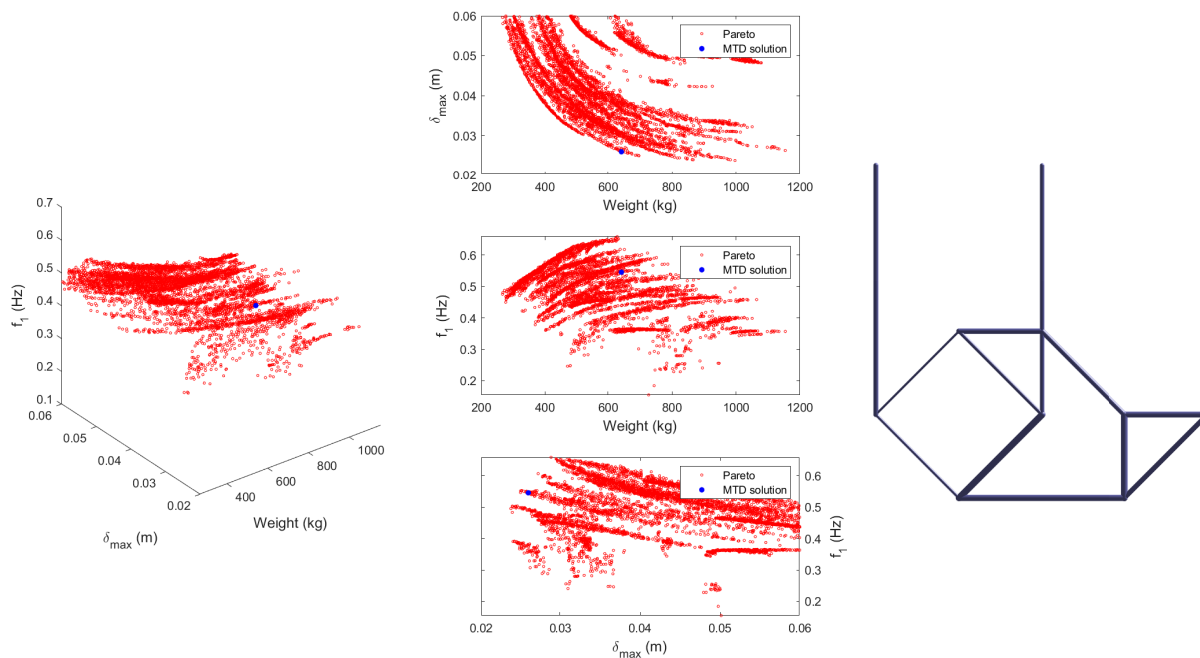 0.7
0.6
0.5
0.4
0.3
0.2
0.1
f1 (Hz)
0.06
0.05
0.04
0.03
0.02
δmax (m)
400
600
800
1000
Weight (kg)
0.06
0.05
0.04
0.03
0.02
δmax (m)
Pareto
MTD solution
200 400 600 800 1000 1200
Weight (kg)
0.6
0.5
0.4
0.3
0.2
f1 (Hz)
Pareto
MTD solution
200 400 600 800 1000 1200
Weight (kg)
Pareto
MTD solution
0.6
0.5
0.4
0.3
0.2
f1 (Hz)
0.02 0.03 0.04 0.05 0.06
δmax (m)